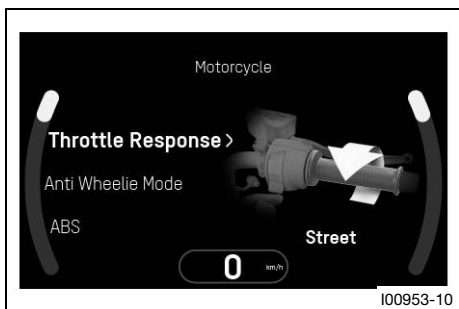 Motorcycle
Throttle Response >
Anti Wheelie Mode
ABS
Street
0 km/h
I00953-10